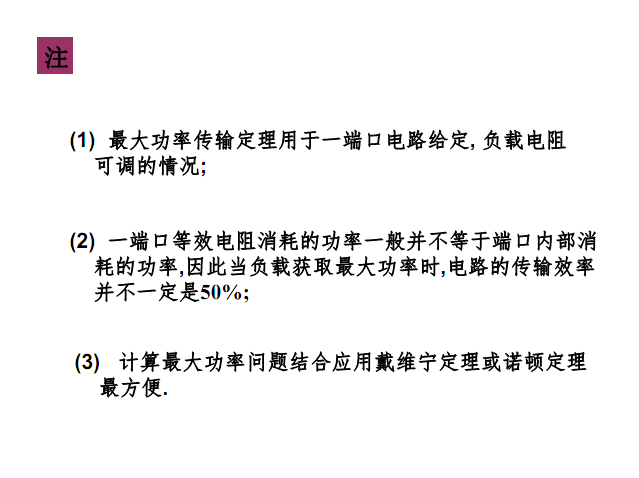 注
(1) 最大功率传输定理用于一端口电路给定, 负载电阻
可调的情况;
(2) 一端口等效电阻消耗的功率一般并不等于端口内部消
耗的功率,因此当负载获取最大功率时,电路的传输效率
并不一定是50%;
(3) 计算最大功率问题结合应用戴维宁定理或诺顿定理
最方便.